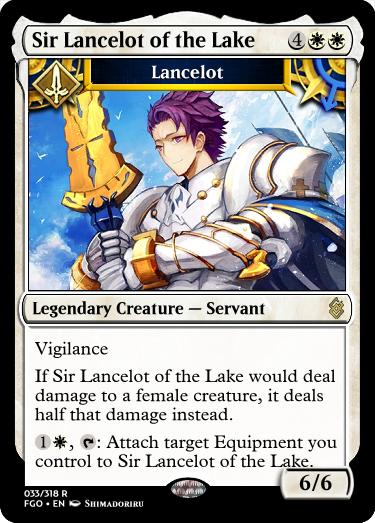 Sir Lancelot of the Lake 4
Lancelot
Legendary Creature — Servant
Vigilance
If Sir Lancelot of the Lake would deal
damage to a female creature, it deals
half that damage instead.
1, : Attach target Equipment you
control to Sir Lancelot of the Lake.
6/6
033/318 R
FGO • EN Shimadoriru